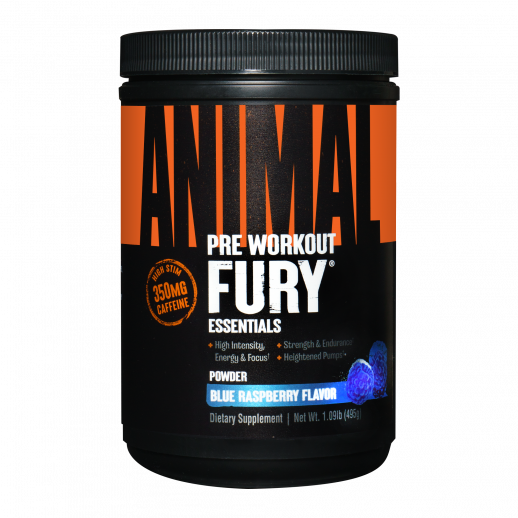 ANIMAL
PRE WORKOUT
FURY®
ESSENTIALS
HIGH STIM
350MG
CAFFEINE
+ High Intensity,
Energy & Focus†
+ Strength & Endurance†
+ Heightened Pumps†
POWDER
BLUE RASPBERRY FLAVOR
Dietary Supplement | Net Wt. 1.09lb (495g)